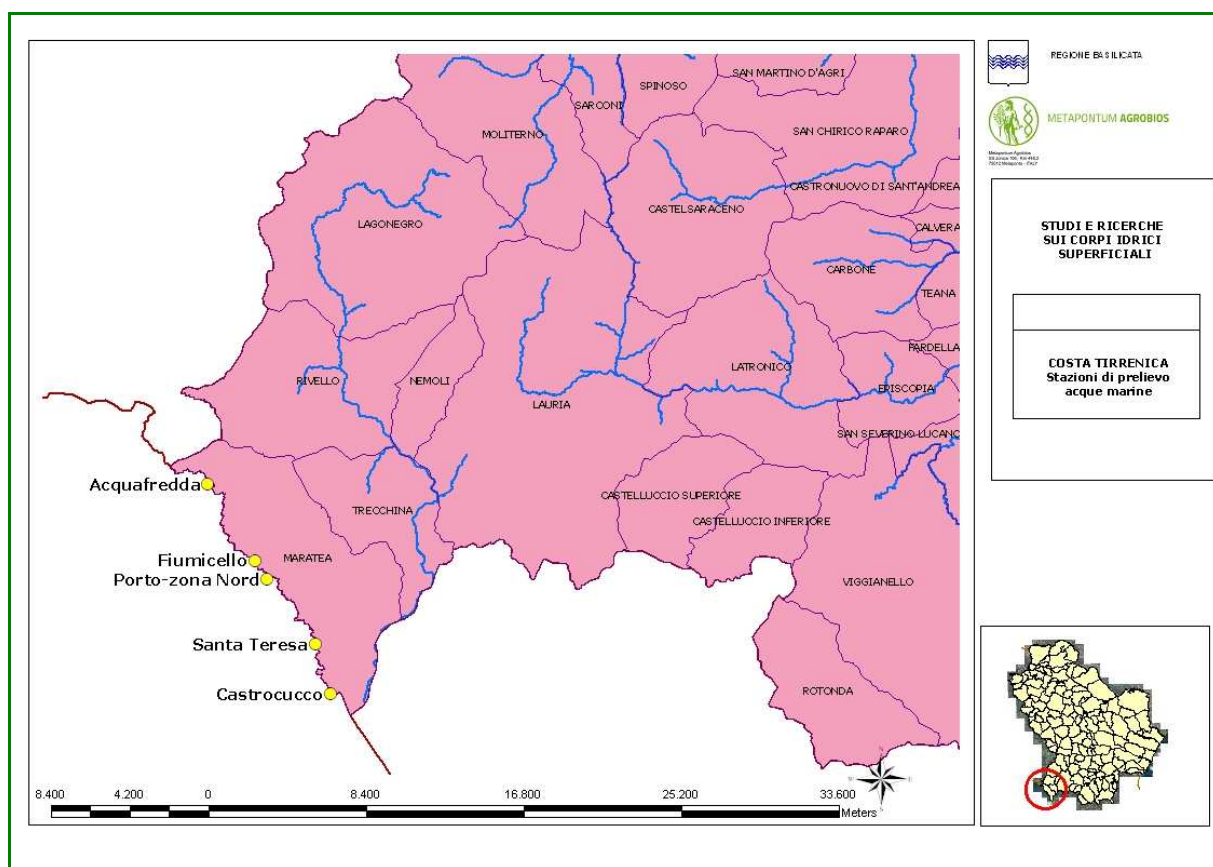 SAN MARTINO D'AGRI
SPINOSO
SARCONI
MOLITERNO
SAN CHIRICO RAPARO
CASTRONUOVO DI SANT'ANDREA
CASTELSARACENO
LAGONEGRO
CALVERA
CARBONE
TEANA
FARDELLA
LATRONICO
EPISCOPIA
RIVELLO
NEMOLI
LAURIA
SAN SEVERINO LUCANO
Acquafredda
CASTELLUCCIO SUPERIORE
TRECCHINA
CASTELLUCCIO INFERIORE
Fiumicello
MARATEA
Porto-zona Nord
VIGGIANELLO
Santa Teresa
Castrocucco
ROTONDA
8.400 4.200 0 8.400 16.800 25.200 33.600
Meters
REGIONE BASILICATA
METAPONTUM AGROBIOS
Metapontum Agrobios
STUDI E RICERCHE
SUI CORPI IDRICI
SUPERFICIALI
COSTA TIRRENICA
Stazioni di prelievo
acque marine